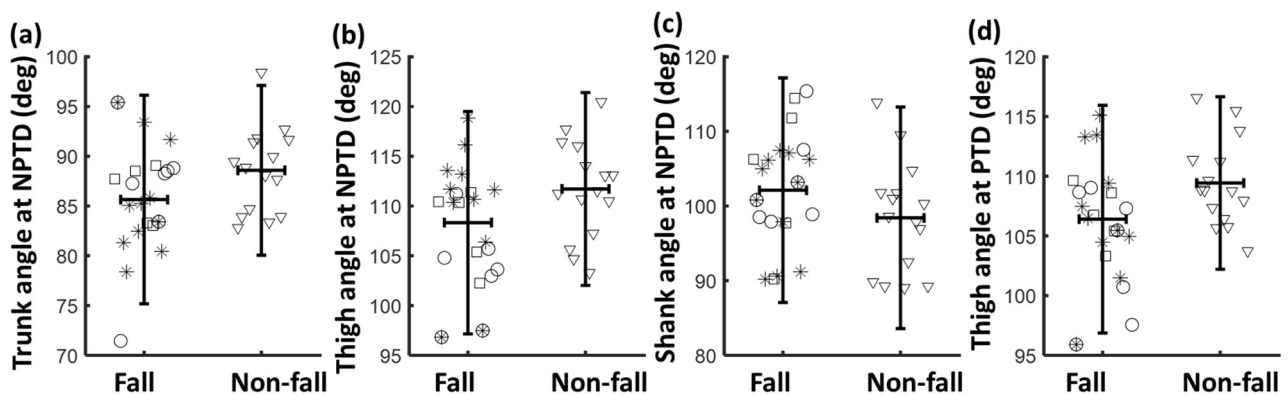 (a)
Trunk angle at NPTD (deg)
100
95
90
85
80
75
70
Fall Non-fall
(b)
Thigh angle at NPTD (deg)
125
120
115
110
105
100
95
Fall Non-fall
(c)
Shank angle at NPTD (deg)
120
110
100
90
80
Fall Non-fall
(d)
Thigh angle at PTD (deg)
120
115
110
105
100
95
Fall Non-fall